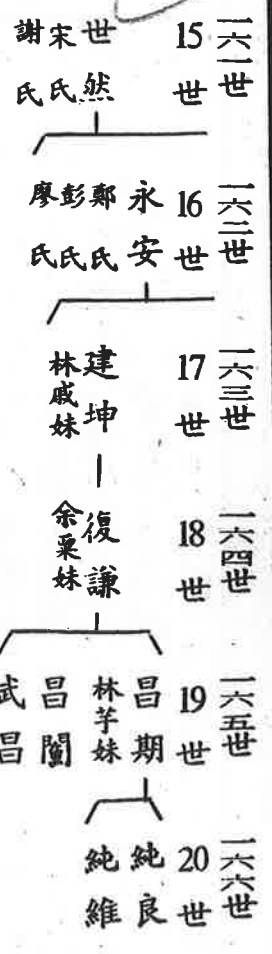 一六一世
15世
世然
宋氏
謝氏
一六二世
16世
永安
鄭氏
彭氏
廖氏
一六三世
17世
建坤
林戚妹
一六四世
18世
復謙
余粟妹
一六五世
19世
昌期
林芋妹
昌闈
武昌
一六六世
20世
純良
純維